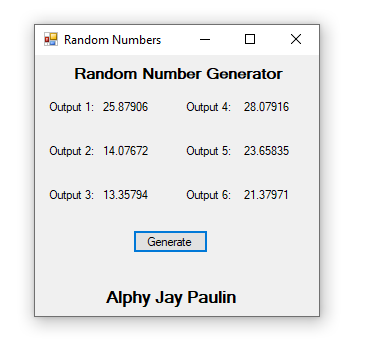 Random Numbers
Random Number Generator
Output 1: 25.87906 Output 4: 28.07916
Output 2: 14.07672 Output 5: 23.65835
Output 3: 13.35794 Output 6: 21.37971
Generate
Alphy Jay Paulin